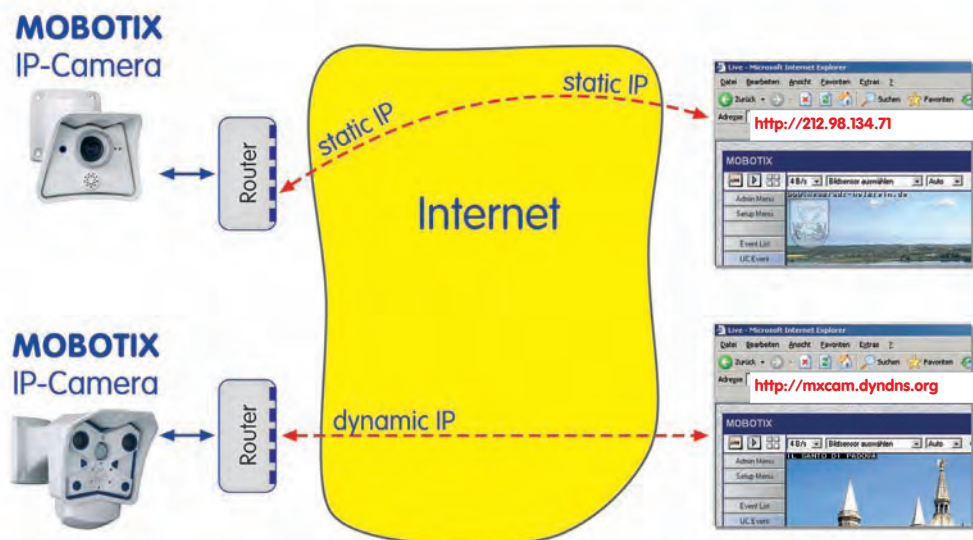 MOBOTIX
IP-Camera
Router
static IP
static IP
Internet
Live - Microsoft Internet Explorer
Datei Bearbeiten Ansicht Favoriten Extras ?
Zurück Suchen Favoriten
Adresse http://212.98.134.71
MOBOTIX
4 B/s Bildsensor auswählen Auto
Admin Menu
Setup Menu
Event List
UC Event
MOBOTIX
IP-Camera
Router
dynamic IP
Live - Microsoft Internet Explorer
Datei Bearbeiten Ansicht Favoriten Extras ?
Zurück Suchen Favoriten
Adresse http://mxcam.dyndns.org
MOBOTIX
4 B/s Bildsensor auswählen Auto
IL SANTO DI PADOVA
Admin Menu
Setup Menu
Event List
UC Event